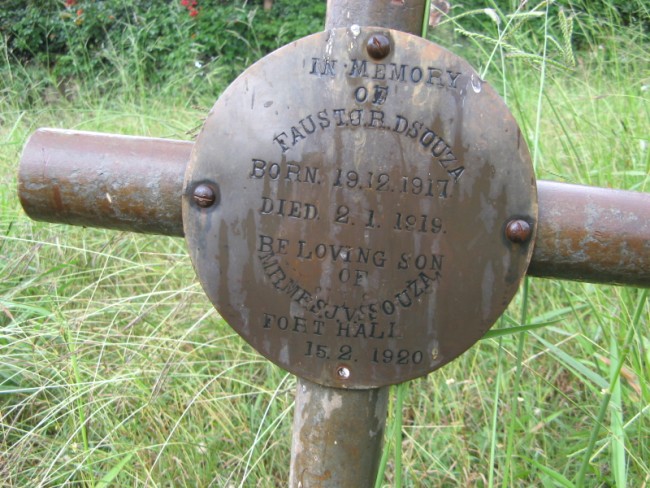 IN MEMORY
OF
FAUST.C.R.DSOUZA
BORN. 19.12.1917
DIED. 2.1.1919.
BE LOVING SON
OF
MR.MRS.J.V.S.SOUZA.
FORT HALL
15.2.1920